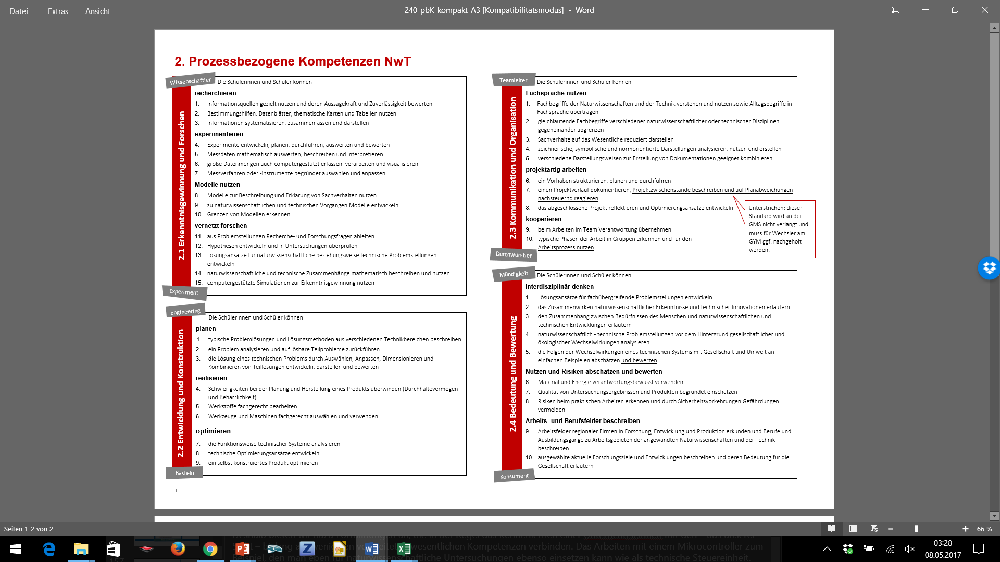 Datei Extras Ansicht
240_pbK_kompakt_A3 [Kompatibilitätsmodus] - Word
2. Prozessbezogene Kompetenzen NwT
Wissenschaftler
Die Schülerinnen und Schüler können
2.1 Erkenntnisgewinnung und Forschen
recherchieren
1. Informationsquellen gezielt nutzen und deren Aussagekraft und Zuverlässigkeit bewerten
2. Bestimmungshilfen, Datenblätter, thematische Karten und Tabellen nutzen
3. Informationen systematisieren, zusammenfassen und darstellen
experimentieren
4. Experimente entwickeln, planen, durchführen, auswerten und bewerten
5. Messdaten mathematisch auswerten, beschreiben und interpretieren
6. große Datenmengen auch computergestützt erfassen, verarbeiten und visualisieren
7. Messverfahren oder -instrumente begründet auswählen und anpassen
Modelle nutzen
8. Modelle zur Beschreibung und Erklärung von Sachverhalten nutzen
9. zu naturwissenschaftlichen und technischen Vorgängen Modelle entwickeln
10. Grenzen von Modellen erkennen
vernetzt forschen
11. aus Problemstellungen Recherche- und Forschungsfragen ableiten
12. Hypothesen entwickeln und in Untersuchungen überprüfen
13. Lösungsansätze für naturwissenschaftliche beziehungsweise technische Problemstellungen
entwickeln
14. naturwissenschaftliche und technische Zusammenhänge mathematisch beschreiben und nutzen
15. computergestützte Simulationen zur Erkenntnisgewinnung nutzen
Experiment
Engineering
Die Schülerinnen und Schüler können
2.2 Entwicklung und Konstruktion
planen
1. typische Problemlösungen und Lösungsmethoden aus verschiedenen Technikbereichen beschreiben
2. ein Problem analysieren und auf lösbare Teilprobleme zurückführen
3. die Lösung eines technischen Problems durch Auswählen, Anpassen, Dimensionieren und
Kombinieren von Teillösungen entwickeln, darstellen und bewerten
realisieren
4. Schwierigkeiten bei der Planung und Herstellung eines Produkts überwinden (Durchhaltevermögen
und Beharrlichkeit)
5. Werkstoffe fachgerecht bearbeiten
6. Werkzeuge und Maschinen fachgerecht auswählen und verwenden
optimieren
7. die Funktionsweise technischer Systeme analysieren
8. technische Optimierungsansätze entwickeln
9. ein selbst konstruiertes Produkt optimieren
Basteln
1
Teamleiter
Die Schülerinnen und Schüler können
2.3 Kommunikation und Organisation
Fachsprache nutzen
1. Fachbegriffe der Naturwissenschaften und der Technik verstehen und nutzen sowie Alltagsbegriffe in
Fachsprache übertragen
2. gleichlautende Fachbegriffe verschiedener naturwissenschaftlicher oder technischer Disziplinen
gegeneinander abgrenzen
3. Sachverhalte auf das Wesentliche reduziert darstellen
4. zeichnerische, symbolische und normorientierte Darstellungen analysieren, nutzen und erstellen
5. verschiedene Darstellungsweisen zur Erstellung von Dokumentationen geeignet kombinieren
projektartig arbeiten
6. ein Vorhaben strukturieren, planen und durchführen
7. einen Projektverlauf dokumentieren, Projektzwischenstände beschreiben und auf Planabweichungen
nachsteuernd reagieren
8. das abgeschlossene Projekt reflektieren und Optimierungsansätze entwickeln
kooperieren
9. beim Arbeiten im Team Verantwortung übernehmen
10. typische Phasen der Arbeit in Gruppen erkennen und für den
Arbeitsprozess nutzen
Durchwurstler
Unterstrichen: dieser
Standard wird an der
GMS nicht verlangt und
muss für Wechsler am
GYM ggf. nachgeholt
werden.
Mündigkeit
Die Schülerinnen und Schüler können
2.4 Bedeutung und Bewertung
interdisziplinär denken
1. Lösungsansätze für fachübergreifende Problemstellungen entwickeln
2. das Zusammenwirken naturwissenschaftlicher Erkenntnisse und technischer Innovationen erläutern
3. den Zusammenhang zwischen Bedürfnissen des Menschen und naturwissenschaftlichen und
technischen Entwicklungen erläutern
4. naturwissenschaftlich - technische Problemstellungen vor dem Hintergrund gesellschaftlicher und
ökologischer Wechselwirkungen analysieren
5. die Folgen der Wechselwirkungen eines technischen Systems mit Gesellschaft und Umwelt an
einfachen Beispielen abschätzen und bewerten
Nutzen und Risiken abschätzen und bewerten
6. Material und Energie verantwortungsbewusst verwenden
7. Qualität von Untersuchungsergebnissen und Produkten begründet einschätzen
8. Risiken beim praktischen Arbeiten erkennen und durch Sicherheitsvorkehrungen Gefährdungen
vermeiden
Arbeits- und Berufsfelder beschreiben
9. Arbeitsfelder regionaler Firmen in Forschung, Entwicklung und Produktion erkunden und Berufe und
Ausbildungsgänge zu Arbeitsgebieten der angewandten Naturwissenschaften und der Technik
beschreiben
10. ausgewählte aktuelle Forschungsziele und Entwicklungen beschreiben und deren Bedeutung für die
Gesellschaft erläutern
Konsument
Seiten 1-2 von 2
66 %
Kompetenzen verbinden. Das Arbeiten mit einem Mikrocontroller zum
Beispiel, den man eben für naturwissenschaftliche Untersuchungen ebenso einsetzen kann wie als technische Steuereinheit.
03:28
08.05.2017